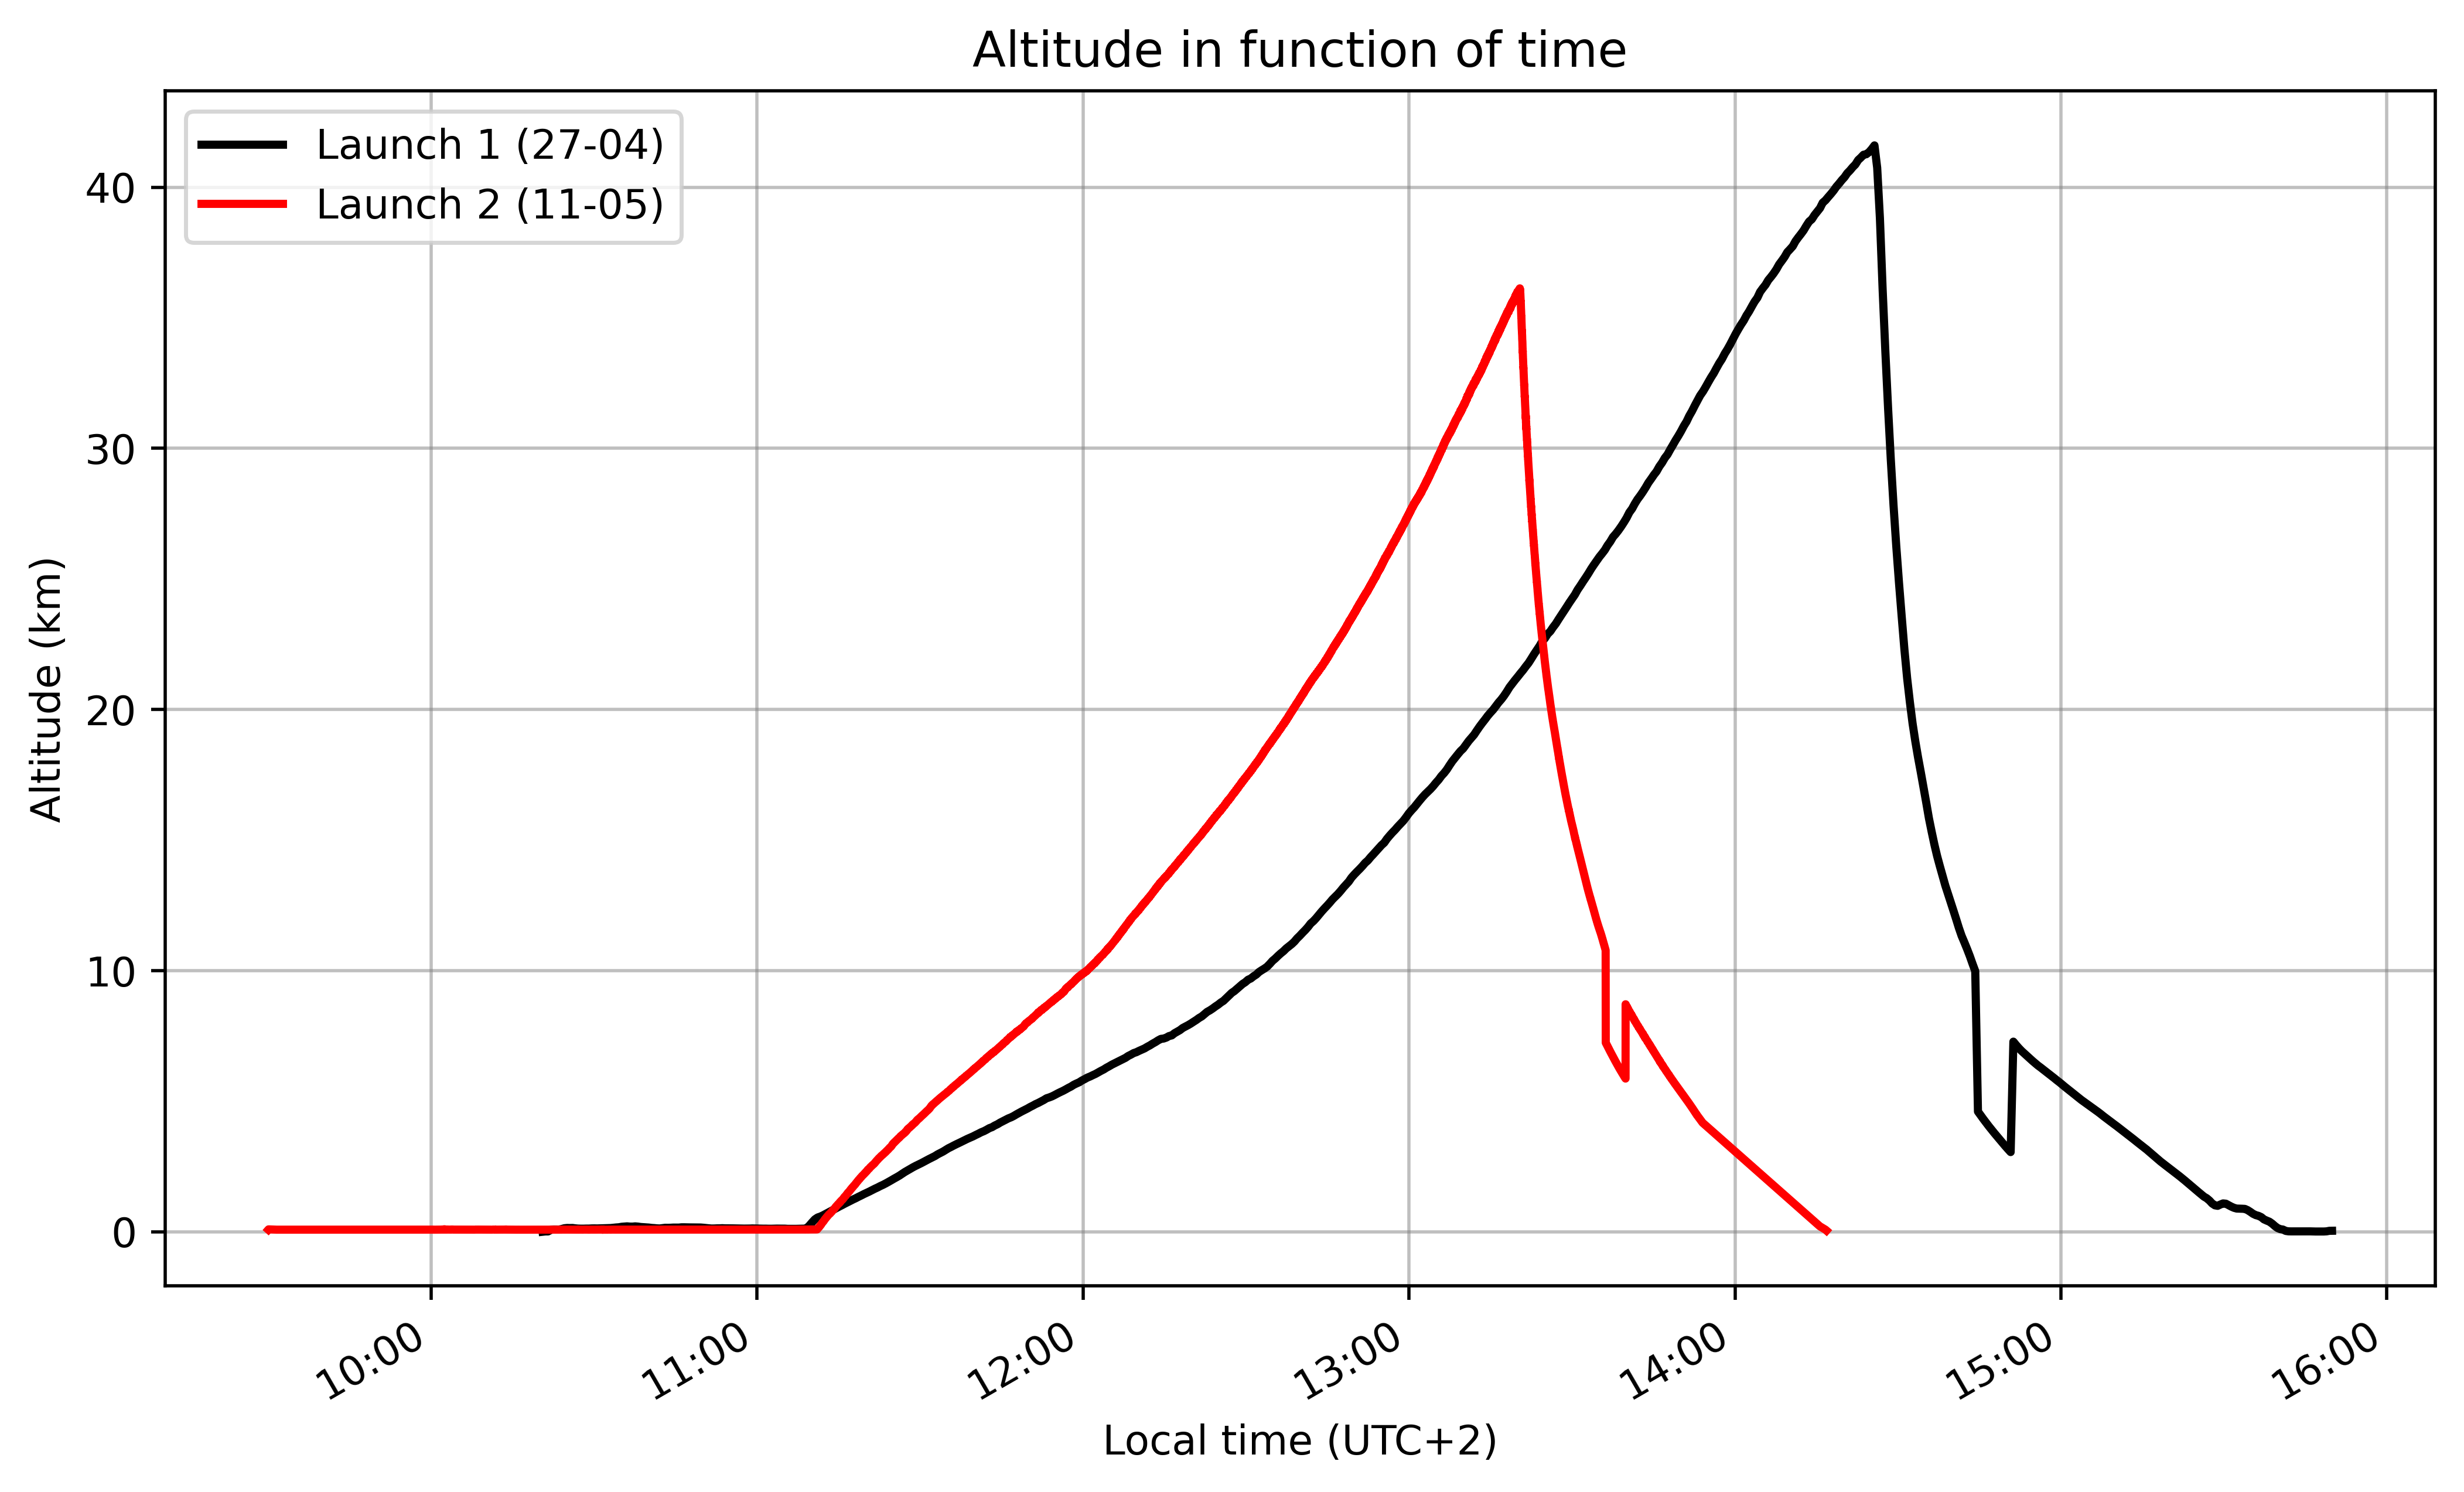 Altitude in function of time
Launch 1 (27-04)
Launch 2 (11-05)
Altitude (km)
40
30
20
10
0
10:00
11:00
12:00
13:00
14:00
15:00
16:00
Local time (UTC+2)